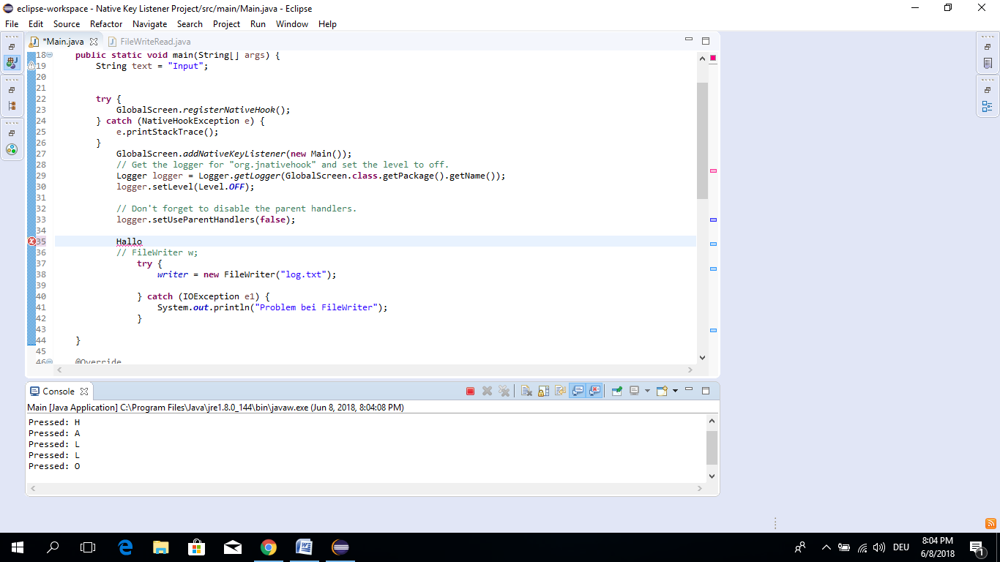 eclipse-workspace - Native Key Listener Project/src/main/Main.java - Eclipse
File Edit Source Refactor Navigate Search Project Run Window Help
*Main.java FileWriteRead.java
18 public static void main(String[] args) {
19 String text = "Input";
20
21
22 try {
23 GlobalScreen.registerNativeHook();
24 } catch (NativeHookException e) {
25 e.printStackTrace();
26 }
27 GlobalScreen.addNativeKeyListener(new Main());
28 // Get the logger for "org.jnativehook" and set the level to off.
29 Logger logger = Logger.getLogger(GlobalScreen.class.getPackage().getName());
30 logger.setLevel(Level.OFF);
31
32 // Don't forget to disable the parent handlers.
33 logger.setUseParentHandlers(false);
34
35 Hallo
36 // FileWriter w;
37 try {
38 writer = new FileWriter("log.txt");
39
40 } catch (IOException e1) {
41 System.out.println("Problem bei FileWriter");
42 }
43
44 }
45
46 @Override
Console
Main [Java Application] C:\Program Files\Java\jre1.8.0_144\bin\javaw.exe (Jun 8, 2018, 8:04:08 PM)
Pressed: H
Pressed: A
Pressed: L
Pressed: L
Pressed: O
DEU
8:04 PM
6/8/2018
1